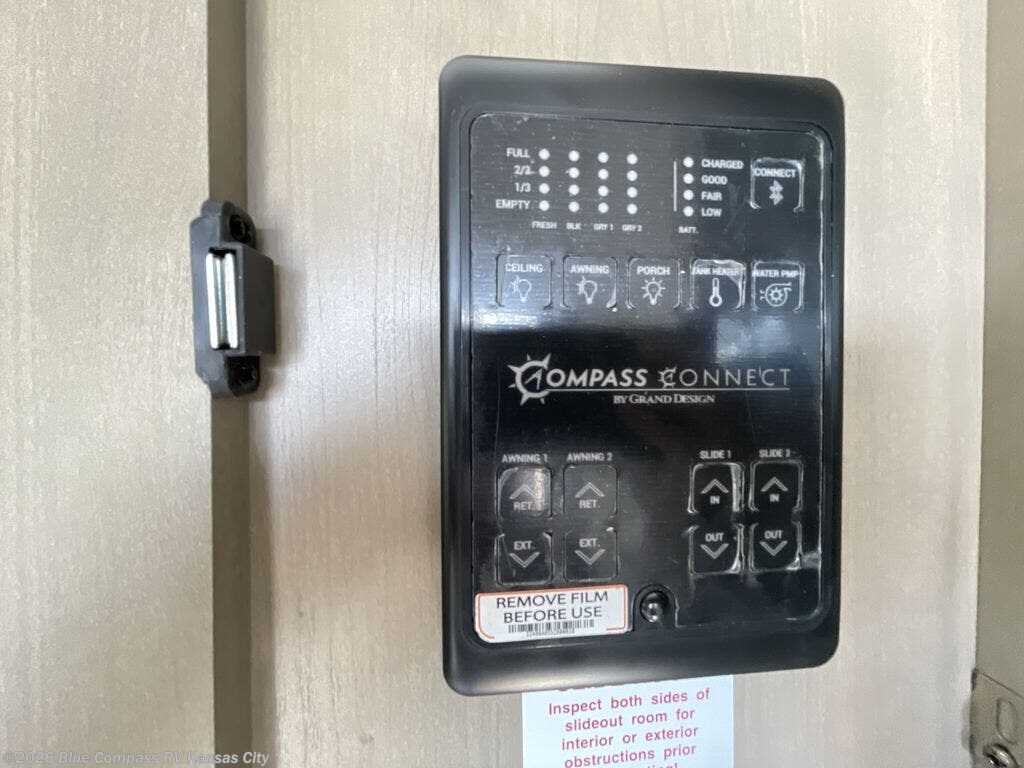 FULL
2/3
1/3
EMPTY
FRESH BLK GRY 1 GRY 2
CHARGED
GOOD
FAIR
LOW
BATT.
CONNECT
CEILING AWNING PORCH TANK HEATER WATER PMP
COMPASS CONNECT
BY GRAND DESIGN
AWNING 1 AWNING 2 SLIDE 1 SLIDE 2
RET. RET. IN IN
EXT. EXT. OUT OUT
REMOVE FILM
BEFORE USE
Inspect both sides of
slideout room for
interior or exterior
obstructions prior
©2026 Blue Compass RV Kansas City